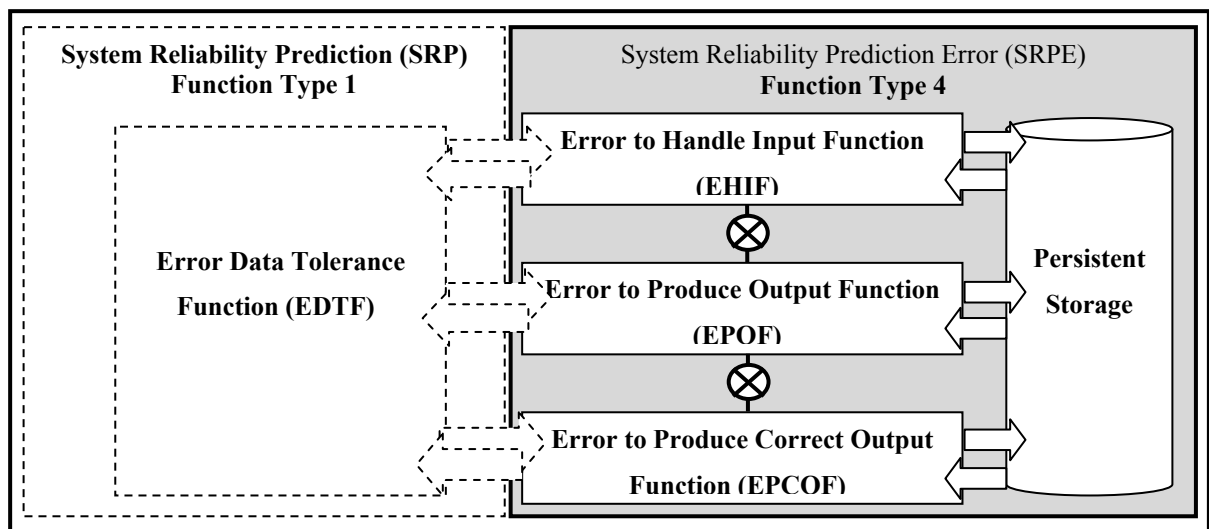 System Reliability Prediction (SRP)
Function Type 1
System Reliability Prediction Error (SRPE)
Function Type 4
Error Data Tolerance
Function (EDTF)
Error to Handle Input Function
(EHIF)
Error to Produce Output Function
(EPOF)
Error to Produce Correct Output
Function (EPCOF)
Persistent
Storage